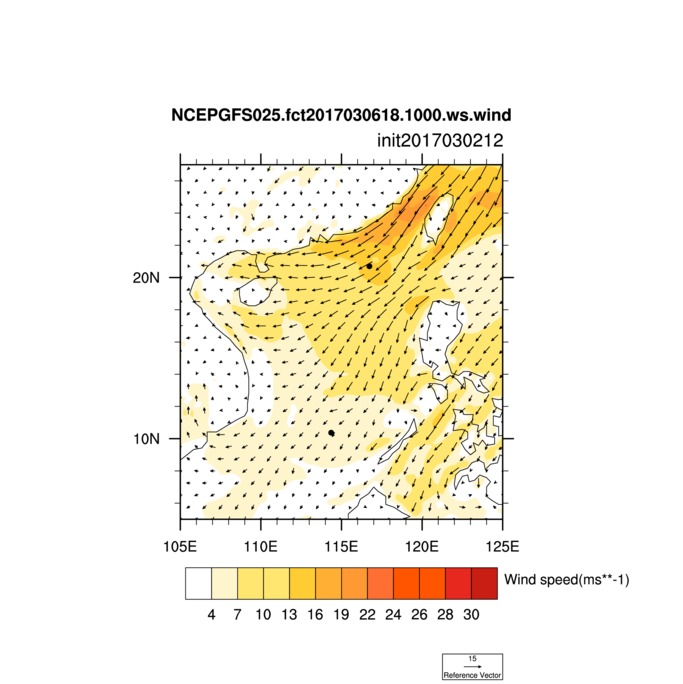 NCEPGFS025.fct2017030618.1000.ws.wind
init2017030212
20N
10N
105E 110E 115E 120E 125E
Wind speed(ms**-1)
4 7 10 13 16 19 22 24 26 28 30
15
Reference Vector